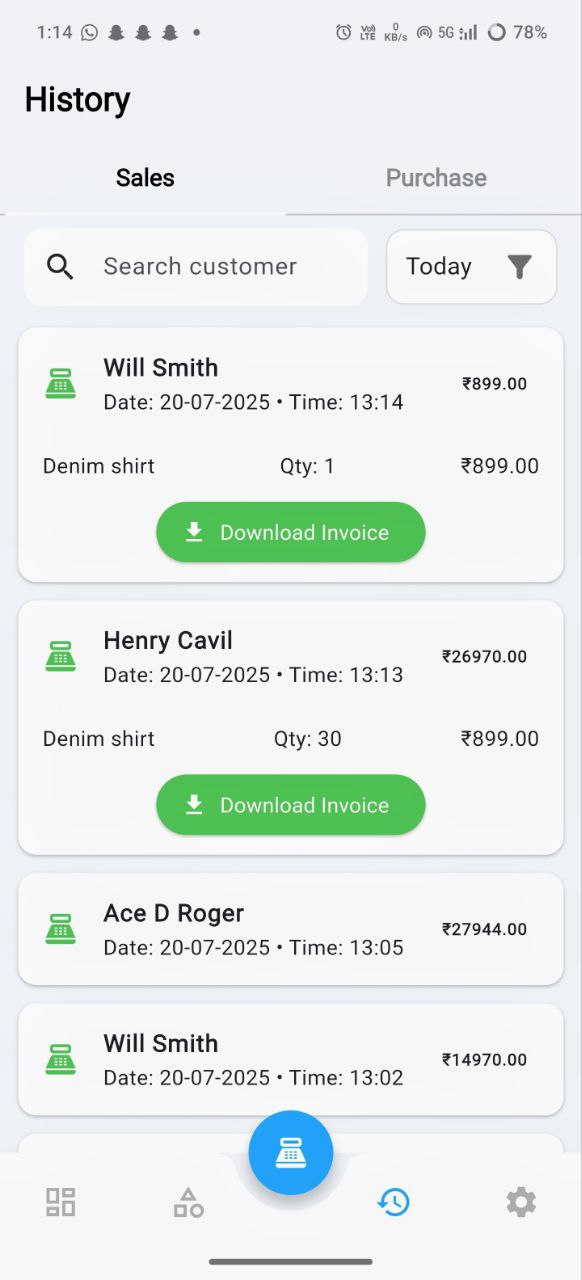 1:14 Vo) LTE 0 KB/s 5G 78%
History
Sales Purchase
Search customer Today
Will Smith
₹899.00
Date: 20-07-2025 • Time: 13:14
Denim shirt Qty: 1 ₹899.00
Download Invoice
Henry Cavil
₹26970.00
Date: 20-07-2025 • Time: 13:13
Denim shirt Qty: 30 ₹899.00
Download Invoice
Ace D Roger
₹27944.00
Date: 20-07-2025 • Time: 13:05
Will Smith
₹14970.00
Date: 20-07-2025 • Time: 13:02